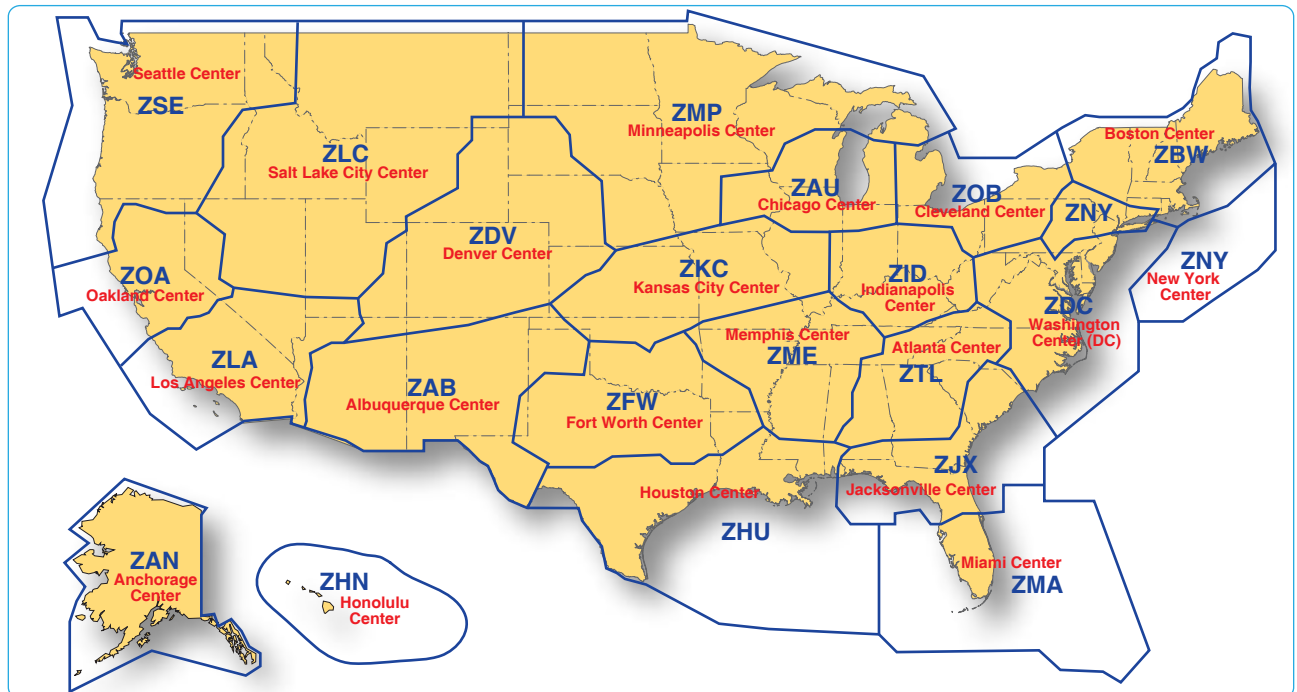 Seattle Center
ZSE
ZLC
Salt Lake City Center
ZMP
Minneapolis Center
Boston Center
ZBW
ZAU
Chicago Center
ZOB
Cleveland Center
ZNY
ZDV
Denver Center
ZOA
Oakland Center
ZKC
Kansas City Center
ZID
Indianapolis
Center
ZNY
New York
Center
ZDC
Washington
Center (DC)
ZLA
Los Angeles Center
Memphis Center
ZME
Atlanta Center
ZTL
ZAB
Albuquerque Center
ZFW
Fort Worth Center
ZJX
Jacksonville Center
Houston Center
ZHU
Miami Center
ZMA
ZAN
Anchorage
Center
ZHN
Honolulu
Center